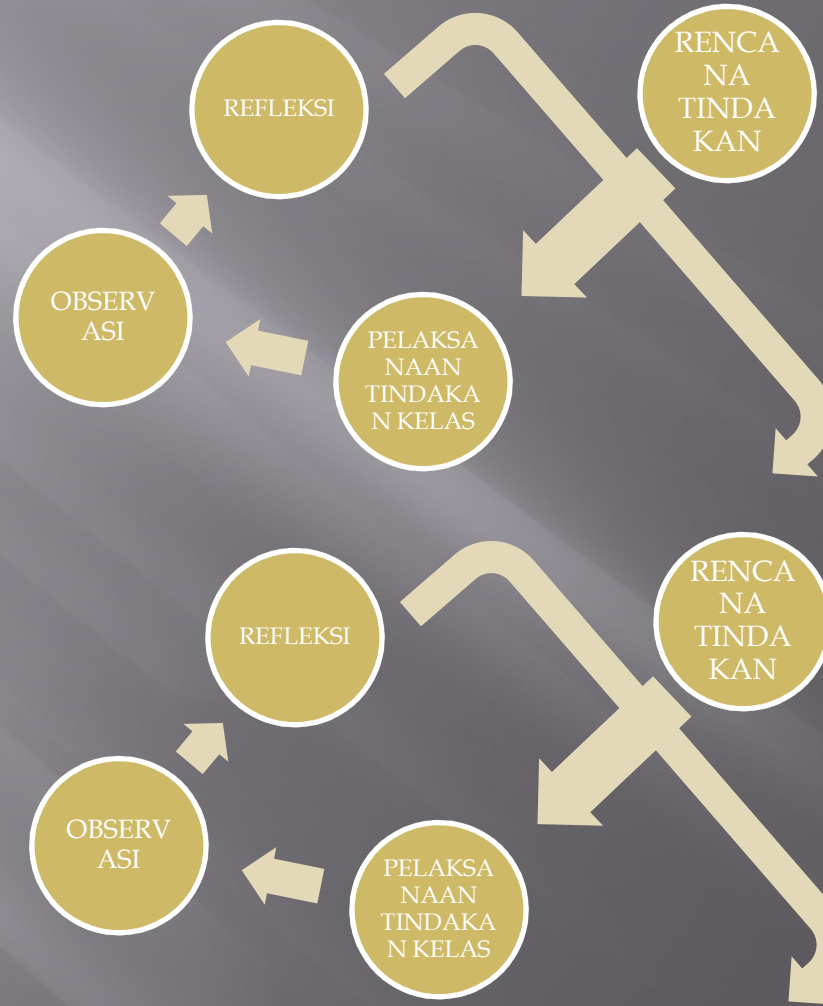 REFLEKSI
RENCA
NA
TINDA
KAN
OBSERV
ASI
PELAKSA
NAAN
TINDAKA
N KELAS
REFLEKSI
RENCA
NA
TINDA
KAN
OBSERV
ASI
PELAKSA
NAAN
TINDAKA
N KELAS